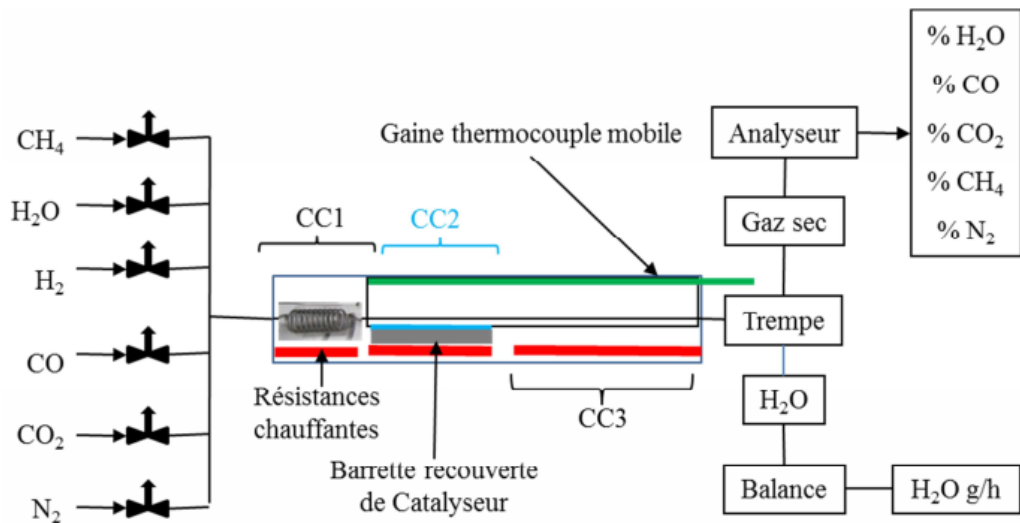 CH₄
H₂O
H₂
CO
CO₂
N₂
CC1
CC2
Gaine thermocouple mobile
Résistances
chauffantes
Barrette recouverte
de Catalyseur
CC3
Analyseur
Gaz sec
Trempe
H₂O
Balance
H₂O g/h
% H₂O
% CO
% CO₂
% CH₄
% N₂